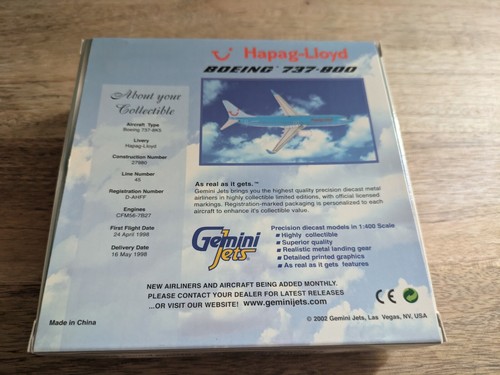 Hapag-Lloyd
BOEING 737-800
About your
Collectible
Aircraft Type
Boeing 737-8K5
Livery
Hapag-Lloyd
Construction Number
27980
Line Number
45
Registration Number
D-AHFF
Engines
CFM56-7B27
First Flight Date
24 April 1998
Delivery Date
16 May 1998
As real as it gets.™
Gemini Jets brings you the highest quality precision diecast metal
airliners in highly collectible limited editions, with official licensed
markings. Registration-marked packaging is personalized to each
aircraft to enhance it's collectible value.
Gemini
Jets
Precision diecast models in 1:400 Scale
Highly collectible
Superior quality
Realistic metal landing gear
Detailed printed graphics
As real as it gets features
NEW AIRLINERS AND AIRCRAFT BEING ADDED MONTHLY.
PLEASE CONTACT YOUR DEALER FOR LATEST RELEASES
...OR VISIT OUR WEBSITE! www.geminijets.com
CE
Made in China
© 2002 Gemini Jets, Las Vegas, NV, USA